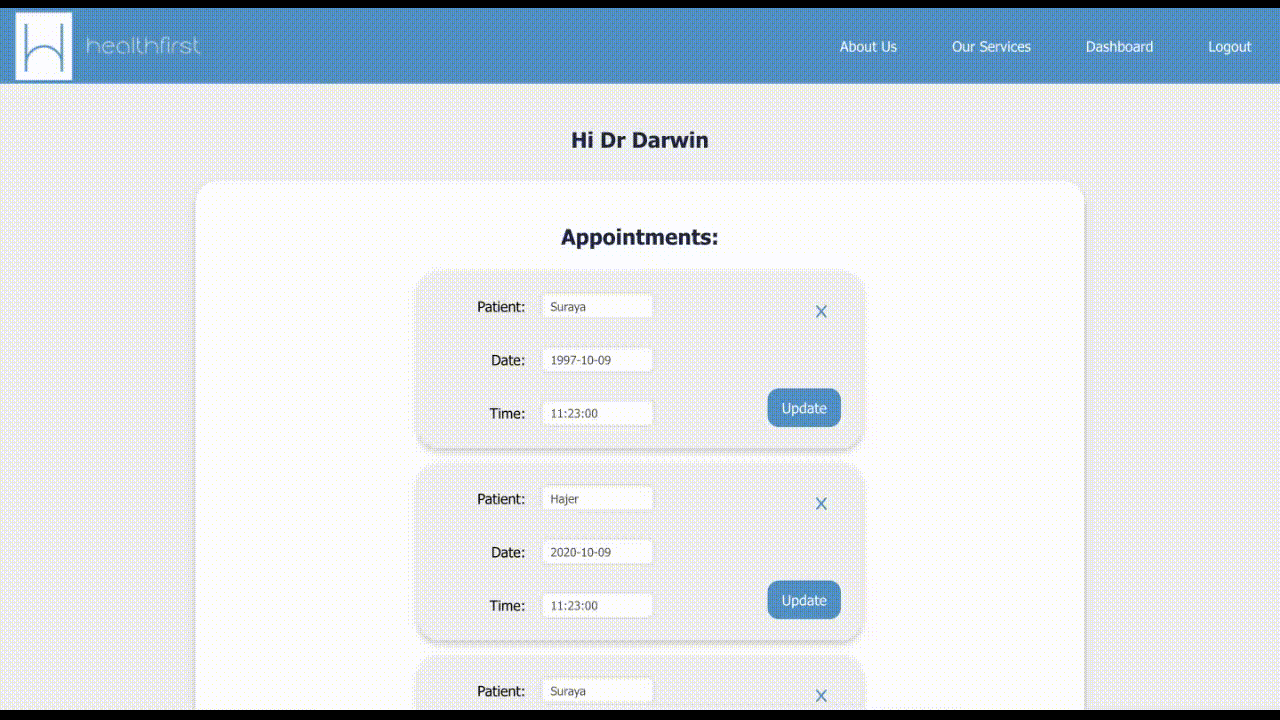 healthfirst
About Us Our Services Dashboard Logout
Hi Dr Darwin
Appointments:
Patient: Suraya X
Date: 1997-10-09
Time: 11:23:00 Update
Patient: Hajer X
Date: 2020-10-09
Time: 11:23:00 Update
Patient: Suraya X